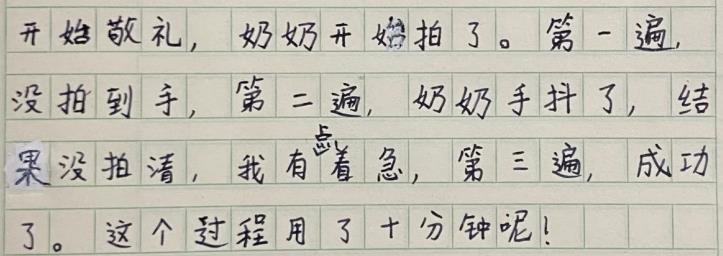 开始敬礼，奶奶开始拍了。第一遍，
没拍到手，第二遍，奶奶手抖了，结
果没拍清，我有点着急，第三遍，成功
了。这个过程用了十分钟呢！